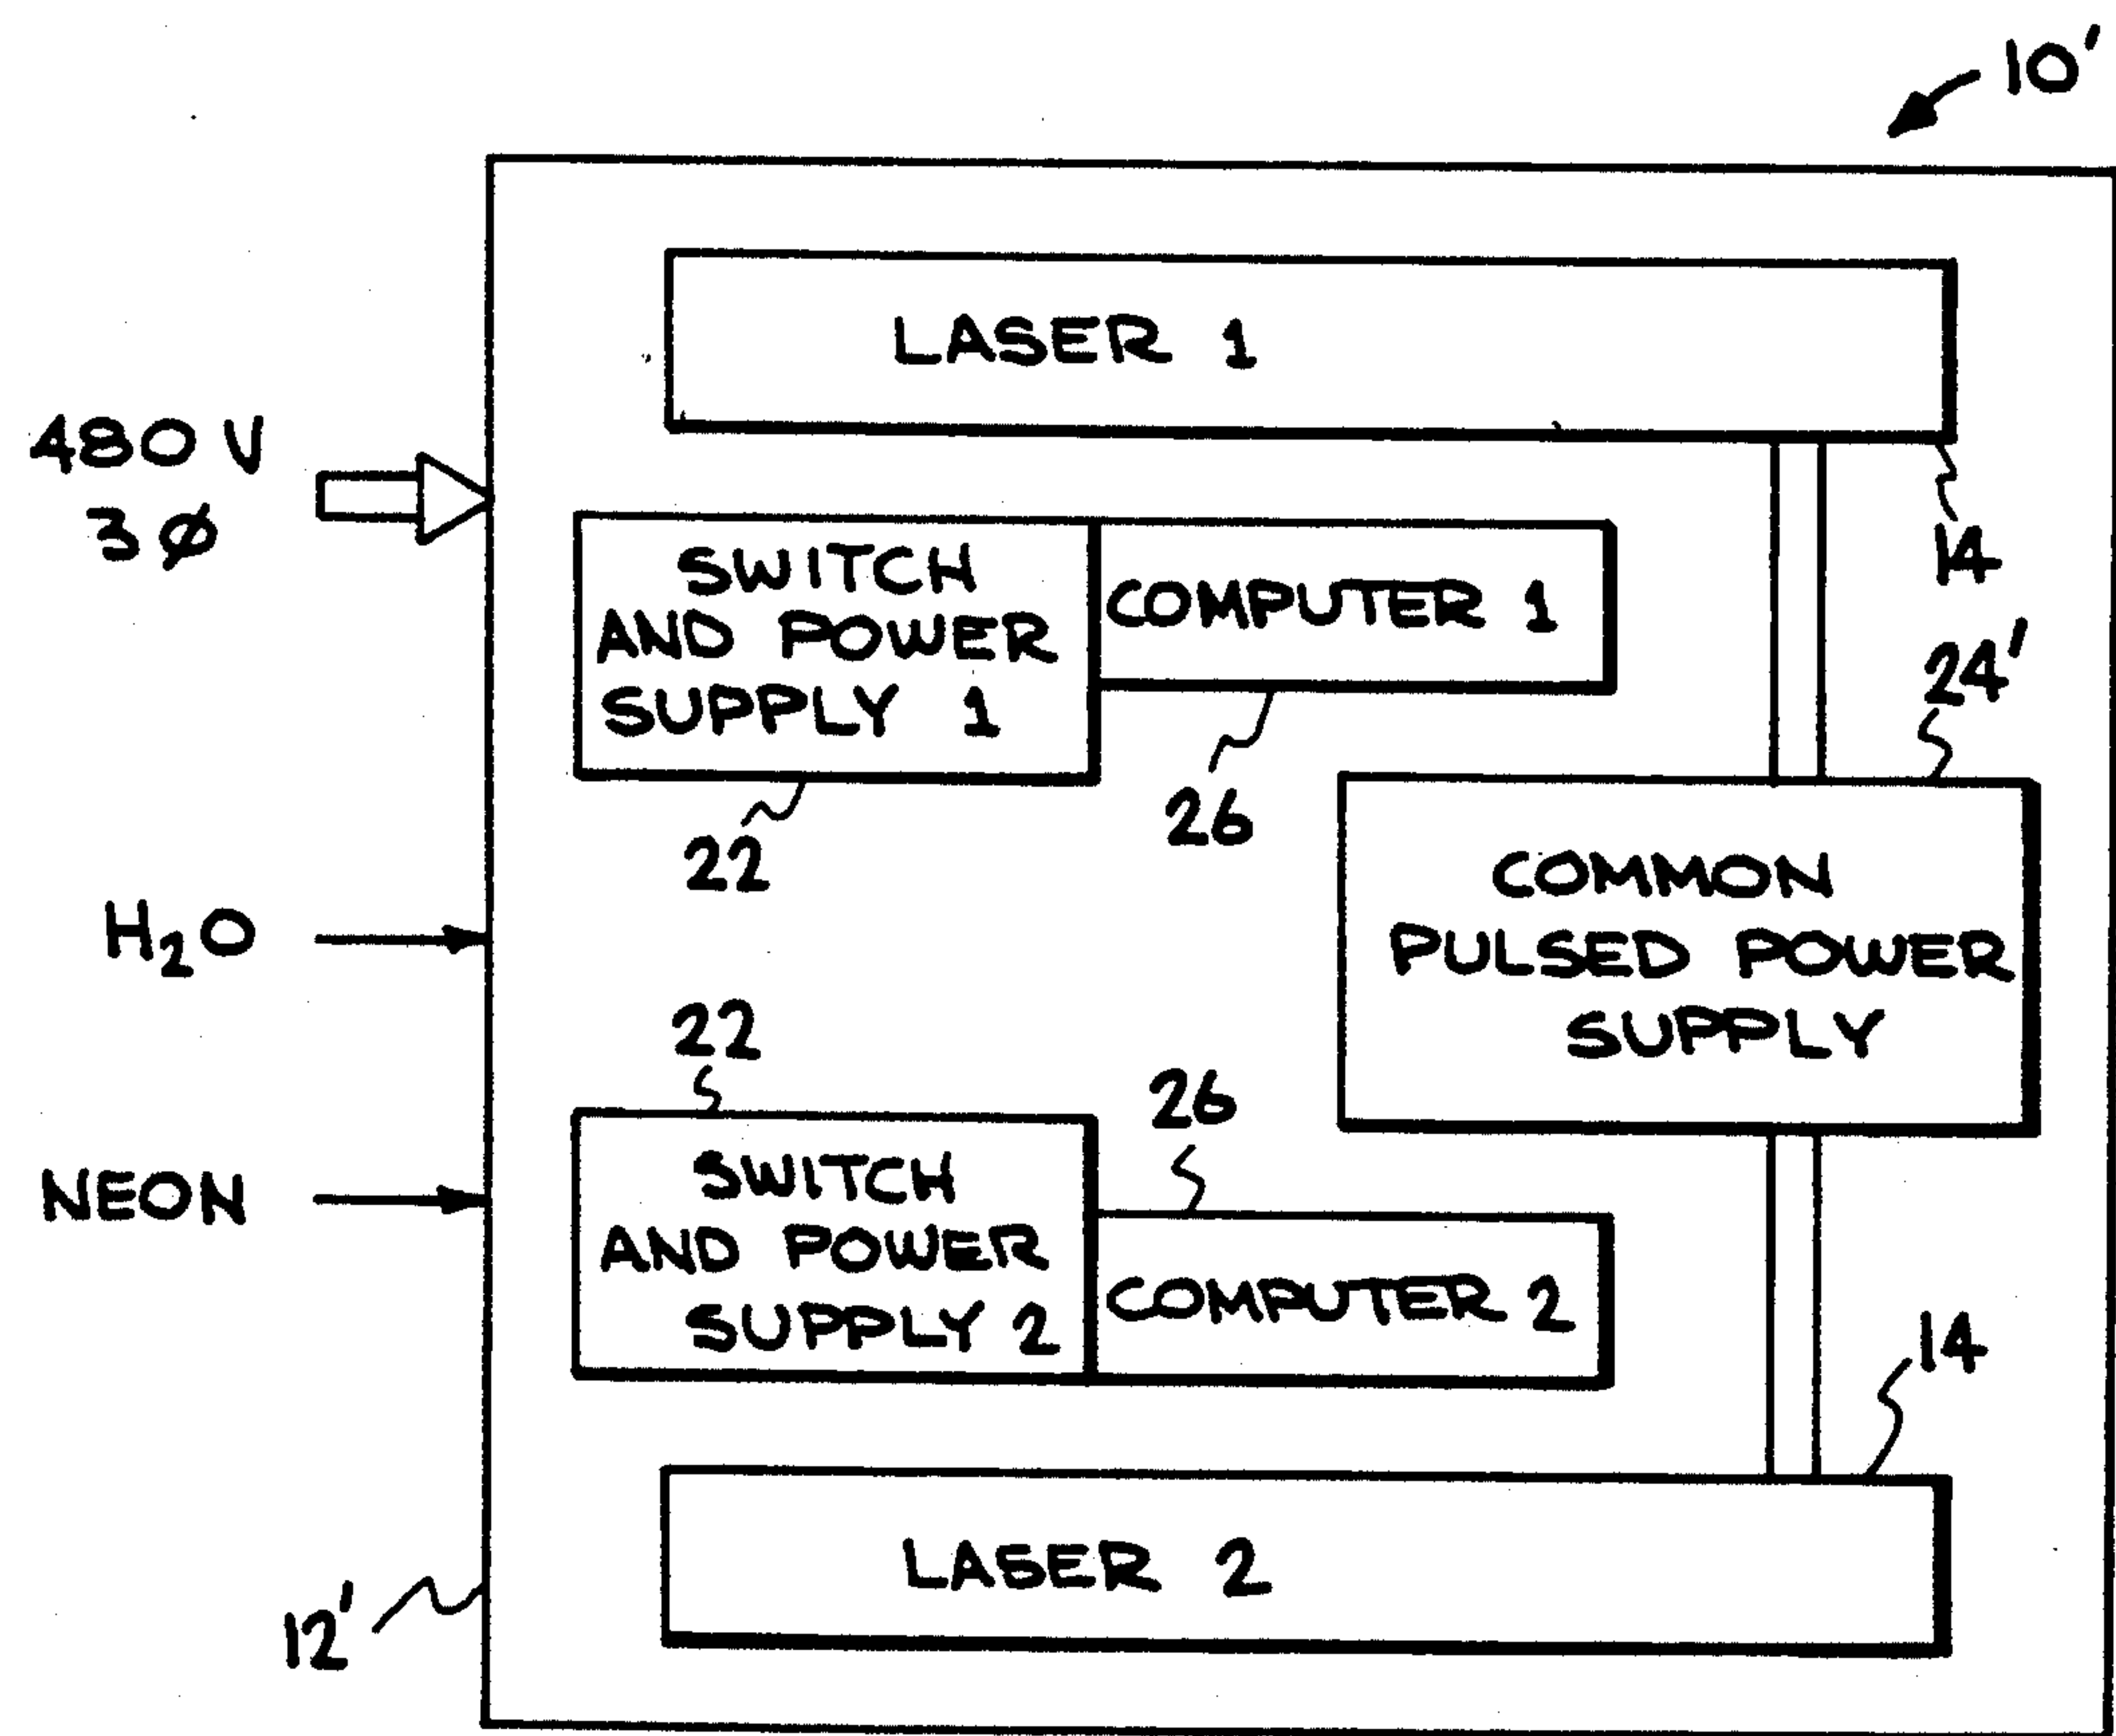 10'
LASER 1
480 V
3 Ø
14
SWITCH
AND POWER
SUPPLY 1
COMPUTER 1
24'
22
26
COMMON
PULSED POWER
SUPPLY
H₂O
22
26
NEON
SWITCH
AND POWER
SUPPLY 2
COMPUTER 2
14
LASER 2
12'